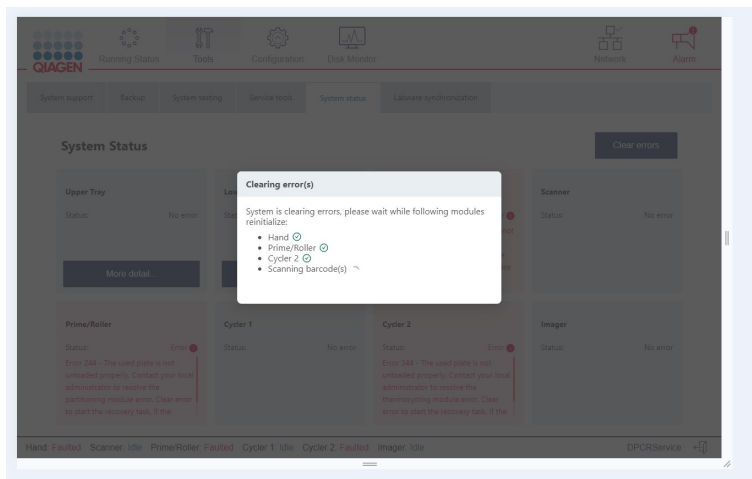 QIAGEN
Running Status
Tools
Configuration
Disk Monitor
Network
Alarm
System support
Backup
System testing
Service tools
System status
Labware synchronization
System Status
Clear errors
Upper Tray
Status: No error
More detail...
Clearing error(s)
System is clearing errors, please wait while following modules
reinitialize:
Hand
Prime/Roller
Cycler 2
Scanning barcode(s)
Scanner
Status: No error
Prime/Roller
Status: Error
Error 244 - The used plate is not
unloaded properly. Contact your local
administrator to resolve the
partitioning module error. Clear error
to start the recovery task. If the
Cycler 1
Status: No error
Cycler 2
Status: Error
Error 244 - The used plate is not
unloaded properly. Contact your local
administrator to resolve the
thermocycling module error. Clear
error to start the recovery task. If the
Imager
Status: No error
Hand: Faulted Scanner: Idle Prime/Roller: Faulted Cycler 1: Idle Cycler 2: Faulted Imager: Idle DPCRService